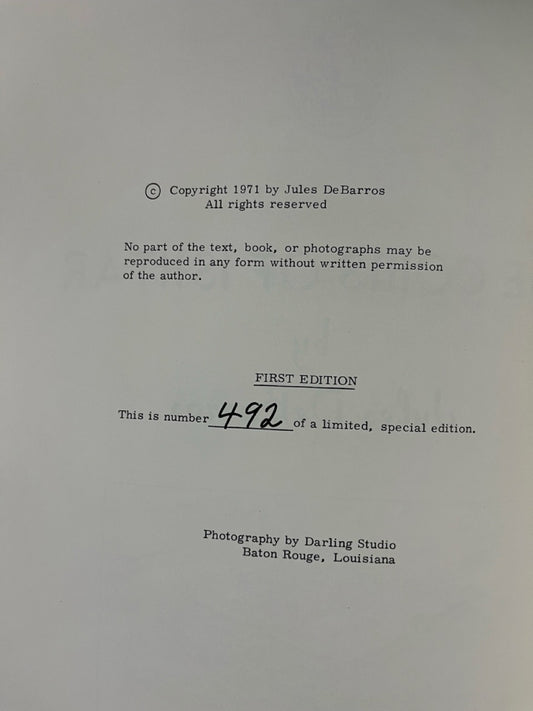 © Copyright 1971 by Jules DeBarros
All rights reserved
No part of the text, book, or photographs may be
reproduced in any form without written permission
of the author.
FIRST EDITION
This is number 492 of a limited, special edition.
Photography by Darling Studio
Baton Rouge, Louisiana